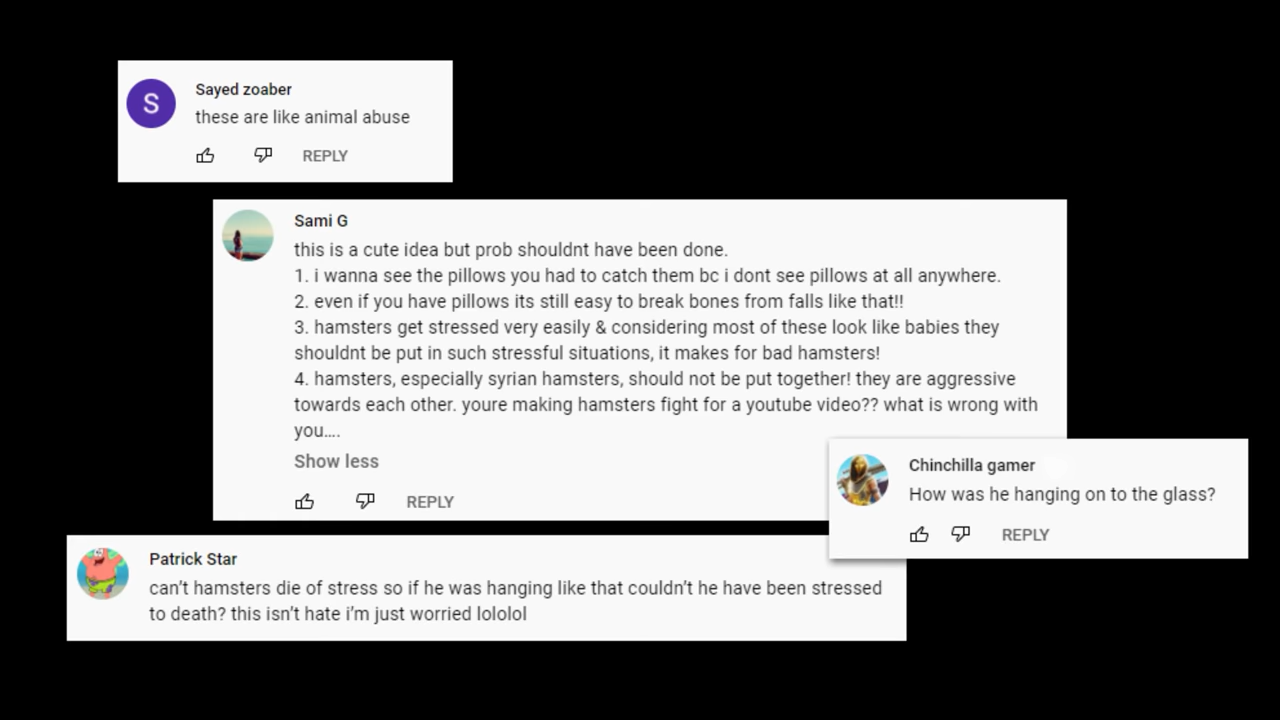 S
Sayed zoaber
these are like animal abuse
REPLY
Sami G
this is a cute idea but prob shouldnt have been done.
1. i wanna see the pillows you had to catch them bc i dont see pillows at all anywhere.
2. even if you have pillows its still easy to break bones from falls like that!!
3. hamsters get stressed very easily & considering most of these look like babies they
shouldnt be put in such stressful situations, it makes for bad hamsters!
4. hamsters, especially syrian hamsters, should not be put together! they are aggressive
towards each other. youre making hamsters fight for a youtube video?? what is wrong with
you....
Show less
REPLY
Chinchilla gamer
How was he hanging on to the glass?
REPLY
Patrick Star
can't hamsters die of stress so if he was hanging like that couldn't he have been stressed
to death? this isn't hate i'm just worried lololol